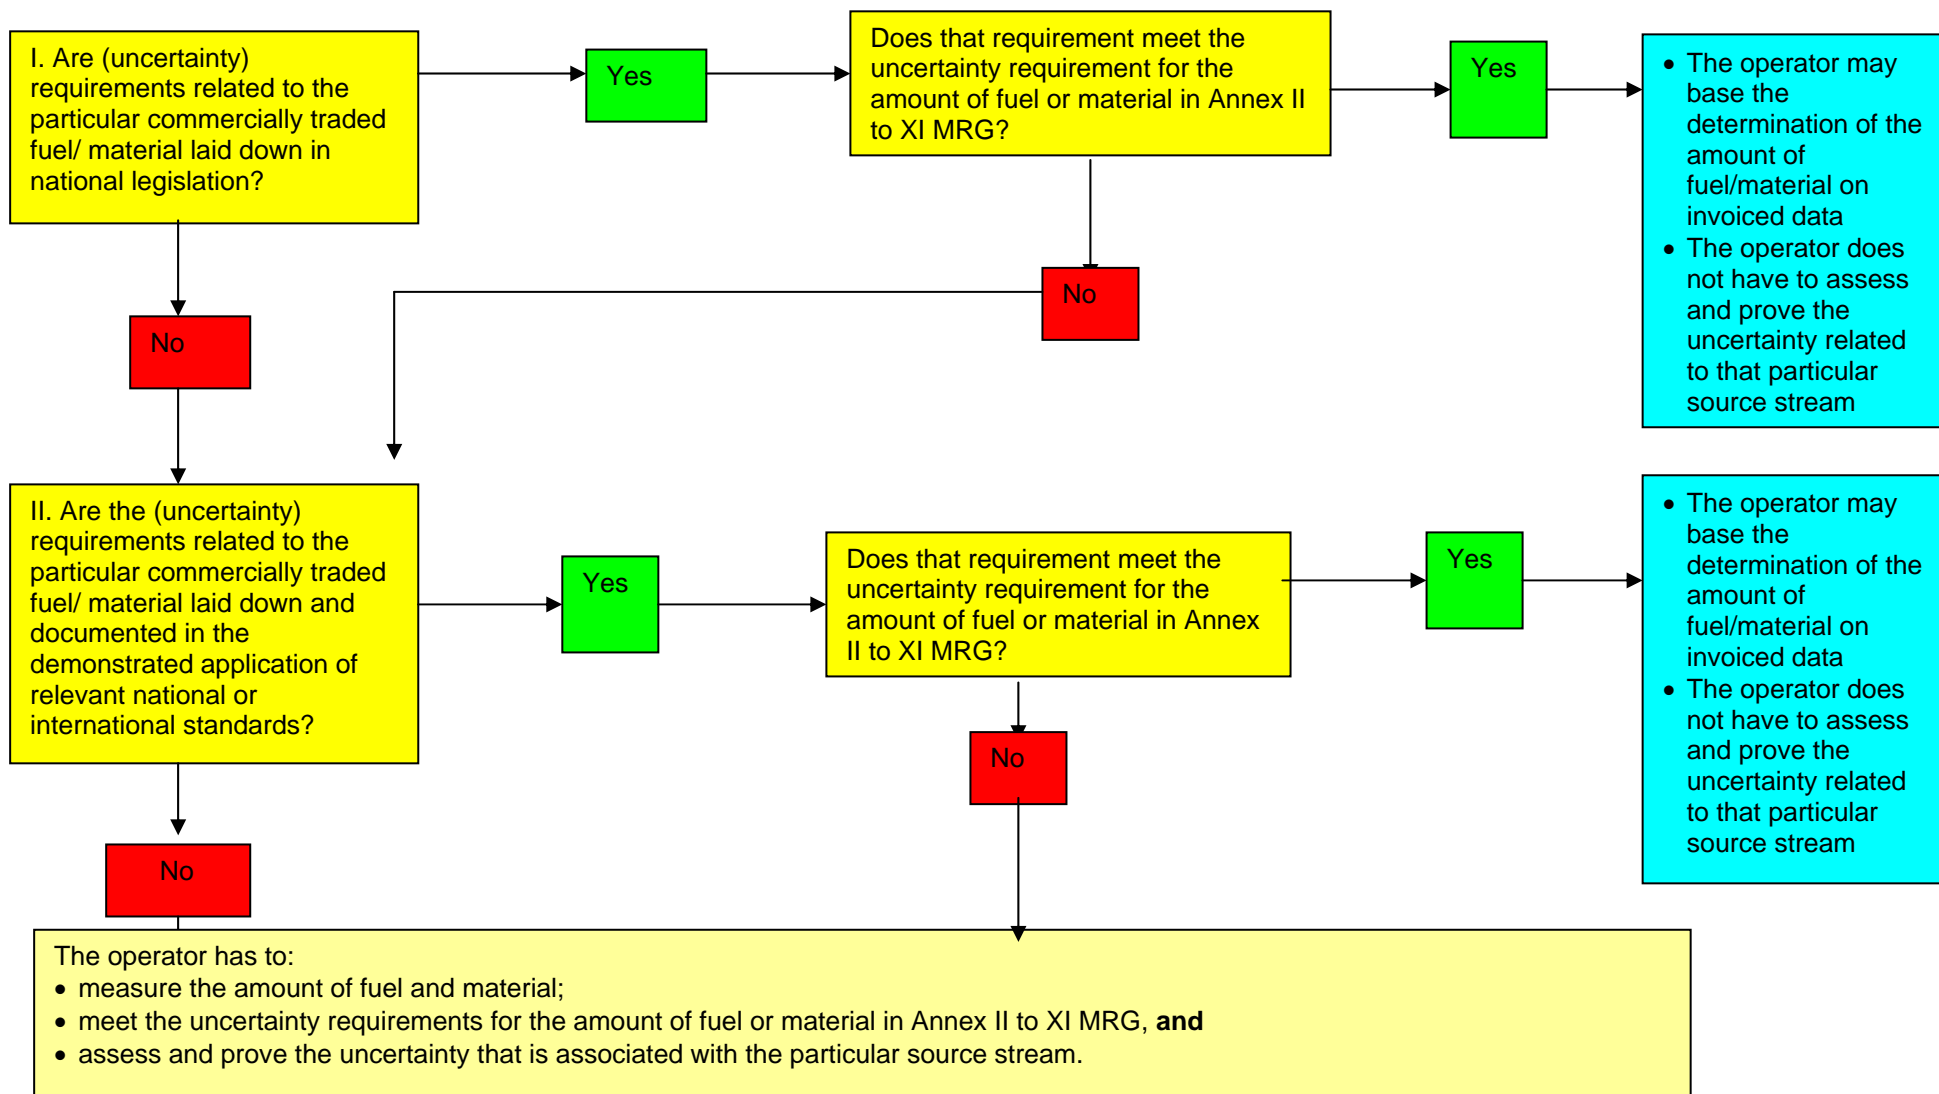 I. Are (uncertainty)
requirements related to the
particular commercially traded
fuel/ material laid down in
national legislation?
Yes
Does that requirement meet the
uncertainty requirement for the
amount of fuel or material in Annex II
to XI MRG?
Yes
• The operator may
base the
determination of the
amount of
fuel/material on
invoiced data
• The operator does
not have to assess
and prove the
uncertainty related
to that particular
source stream
No
No
II. Are the (uncertainty)
requirements related to the
particular commercially traded
fuel/ material laid down and
documented in the
demonstrated application of
relevant national or
international standards?
Yes
Does that requirement meet the
uncertainty requirement for the
amount of fuel or material in Annex
II to XI MRG?
Yes
• The operator may
base the
determination of the
amount of
fuel/material on
invoiced data
• The operator does
not have to assess
and prove the
uncertainty related
to that particular
source stream
No
No
The operator has to:
• measure the amount of fuel and material;
• meet the uncertainty requirements for the amount of fuel or material in Annex II to XI MRG, and
• assess and prove the uncertainty that is associated with the particular source stream.